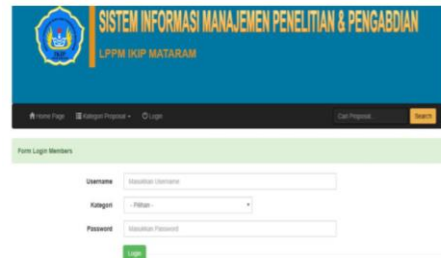 SISTEM INFORMASI MANAJEMEN PENELITIAN & PENGABDIAN
LPPM IKIP MATARAM
IKIP
Home Page Kategori Proposal Login Cari Proposal.. Search
Form Login Members
Username Masukkan Username
Kategori - Pilihan -
Password Masukkan Password
Login